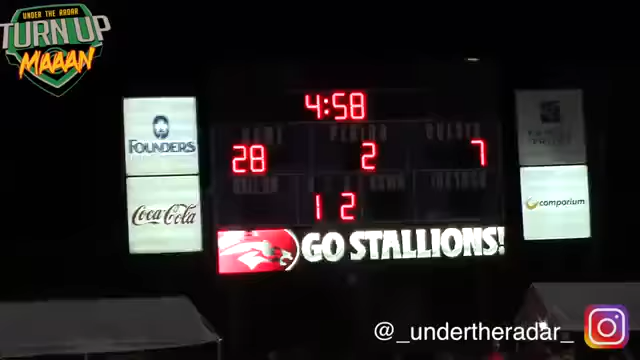 UNDER THE RADAR
TURN UP
MAAAN
4:58
HOME PERIOD GUESTS
28 2 7
1 2
FOUNDERS
Coca-Cola
comporium
GO STALLIONS!
@_undertheradar_